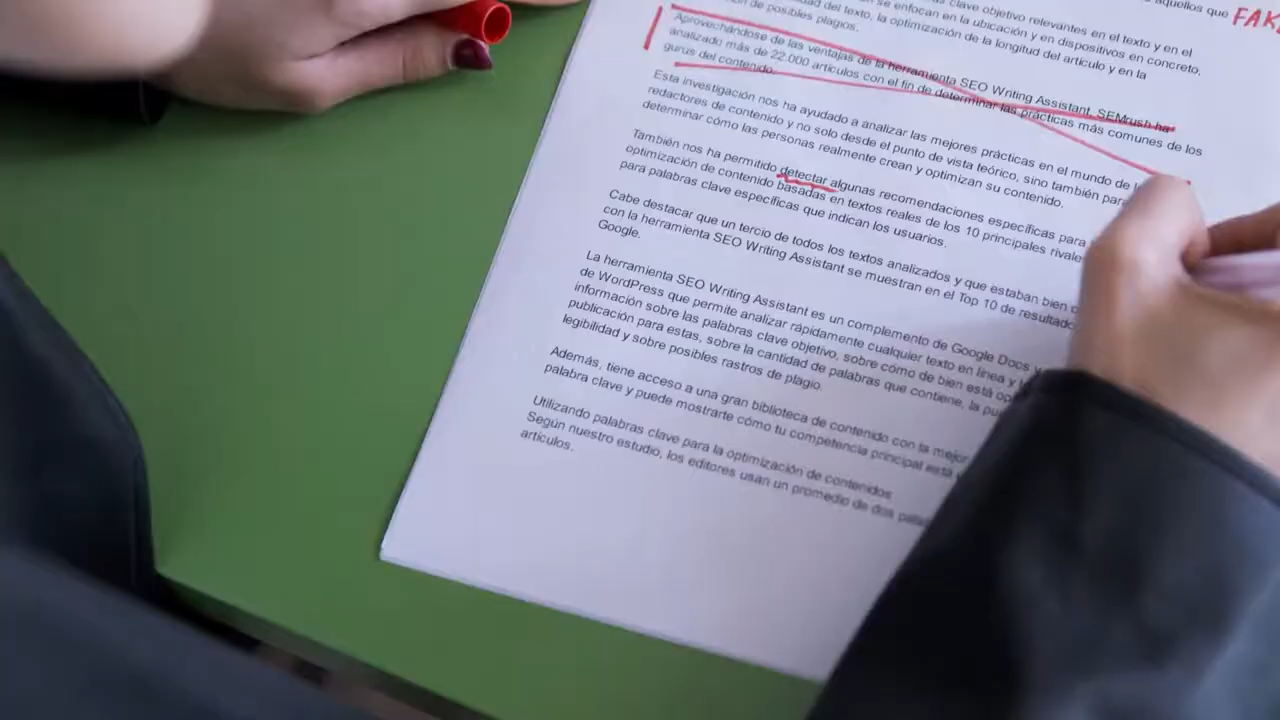 aquellos que FAK
clave objetivo relevantes en el texto y en el
se enfocan en la ubicación y en dispositivos en concreto,
del texto, la optimización de la longitud del artículo y en la
de posibles plagios.
Aprovechándose de las ventajas de la herramienta SEO Writing Assistant, SEMrush ha
analizado más de 22.000 artículos con el fin de determinar las prácticas más comunes de los
gurús del contenido.
Esta investigación nos ha ayudado a analizar las mejores prácticas en el mundo de
redactores de contenido y no solo desde el punto de vista teórico, sino también para
determinar cómo las personas realmente crean y optimizan su contenido.
También nos ha permitido detectar algunas recomendaciones específicas para
optimización de contenido basadas en textos reales de los 10 principales rivales
para palabras clave específicas que indican los usuarios.
Cabe destacar que un tercio de todos los textos analizados y que estaban bien
con la herramienta SEO Writing Assistant se muestran en el Top 10 de resultado
Google.
La herramienta SEO Writing Assistant es un complemento de Google Docs y
de WordPress que permite analizar rápidamente cualquier texto en línea y
información sobre las palabras clave objetivo, sobre cómo de bien está
publicación para estas, sobre la cantidad de palabras que contiene, la
legibilidad y sobre posibles rastros de plagio.
Además, tiene acceso a una gran biblioteca de contenido con la mejor
palabra clave y puede mostrarte cómo tu competencia principal está
Utilizando palabras clave para la optimización de contenidos
Según nuestro estudio, los editores usan un promedio de dos
artículos.